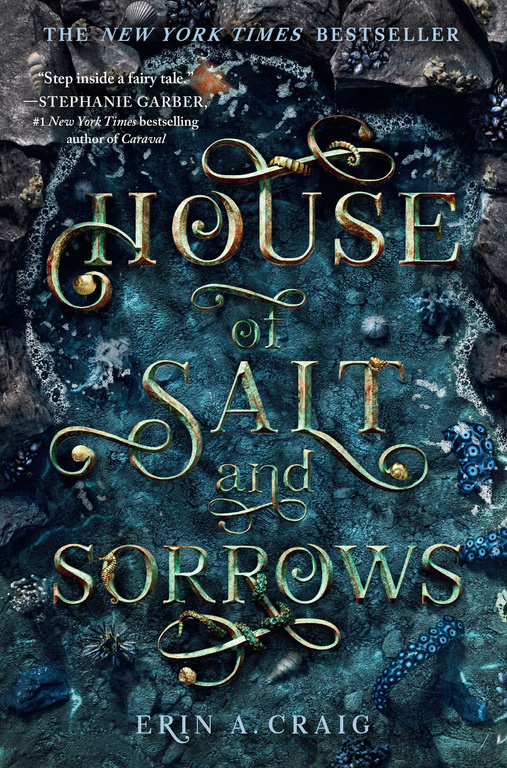 THE NEW YORK TIMES BESTSELLER
“Step inside a fairy tale.”
—STEPHANIE GARBER,
#1 New York Times bestselling
author of Caraval
HOUSE
of
SALT
and
SORROWS
ERIN A. CRAIG